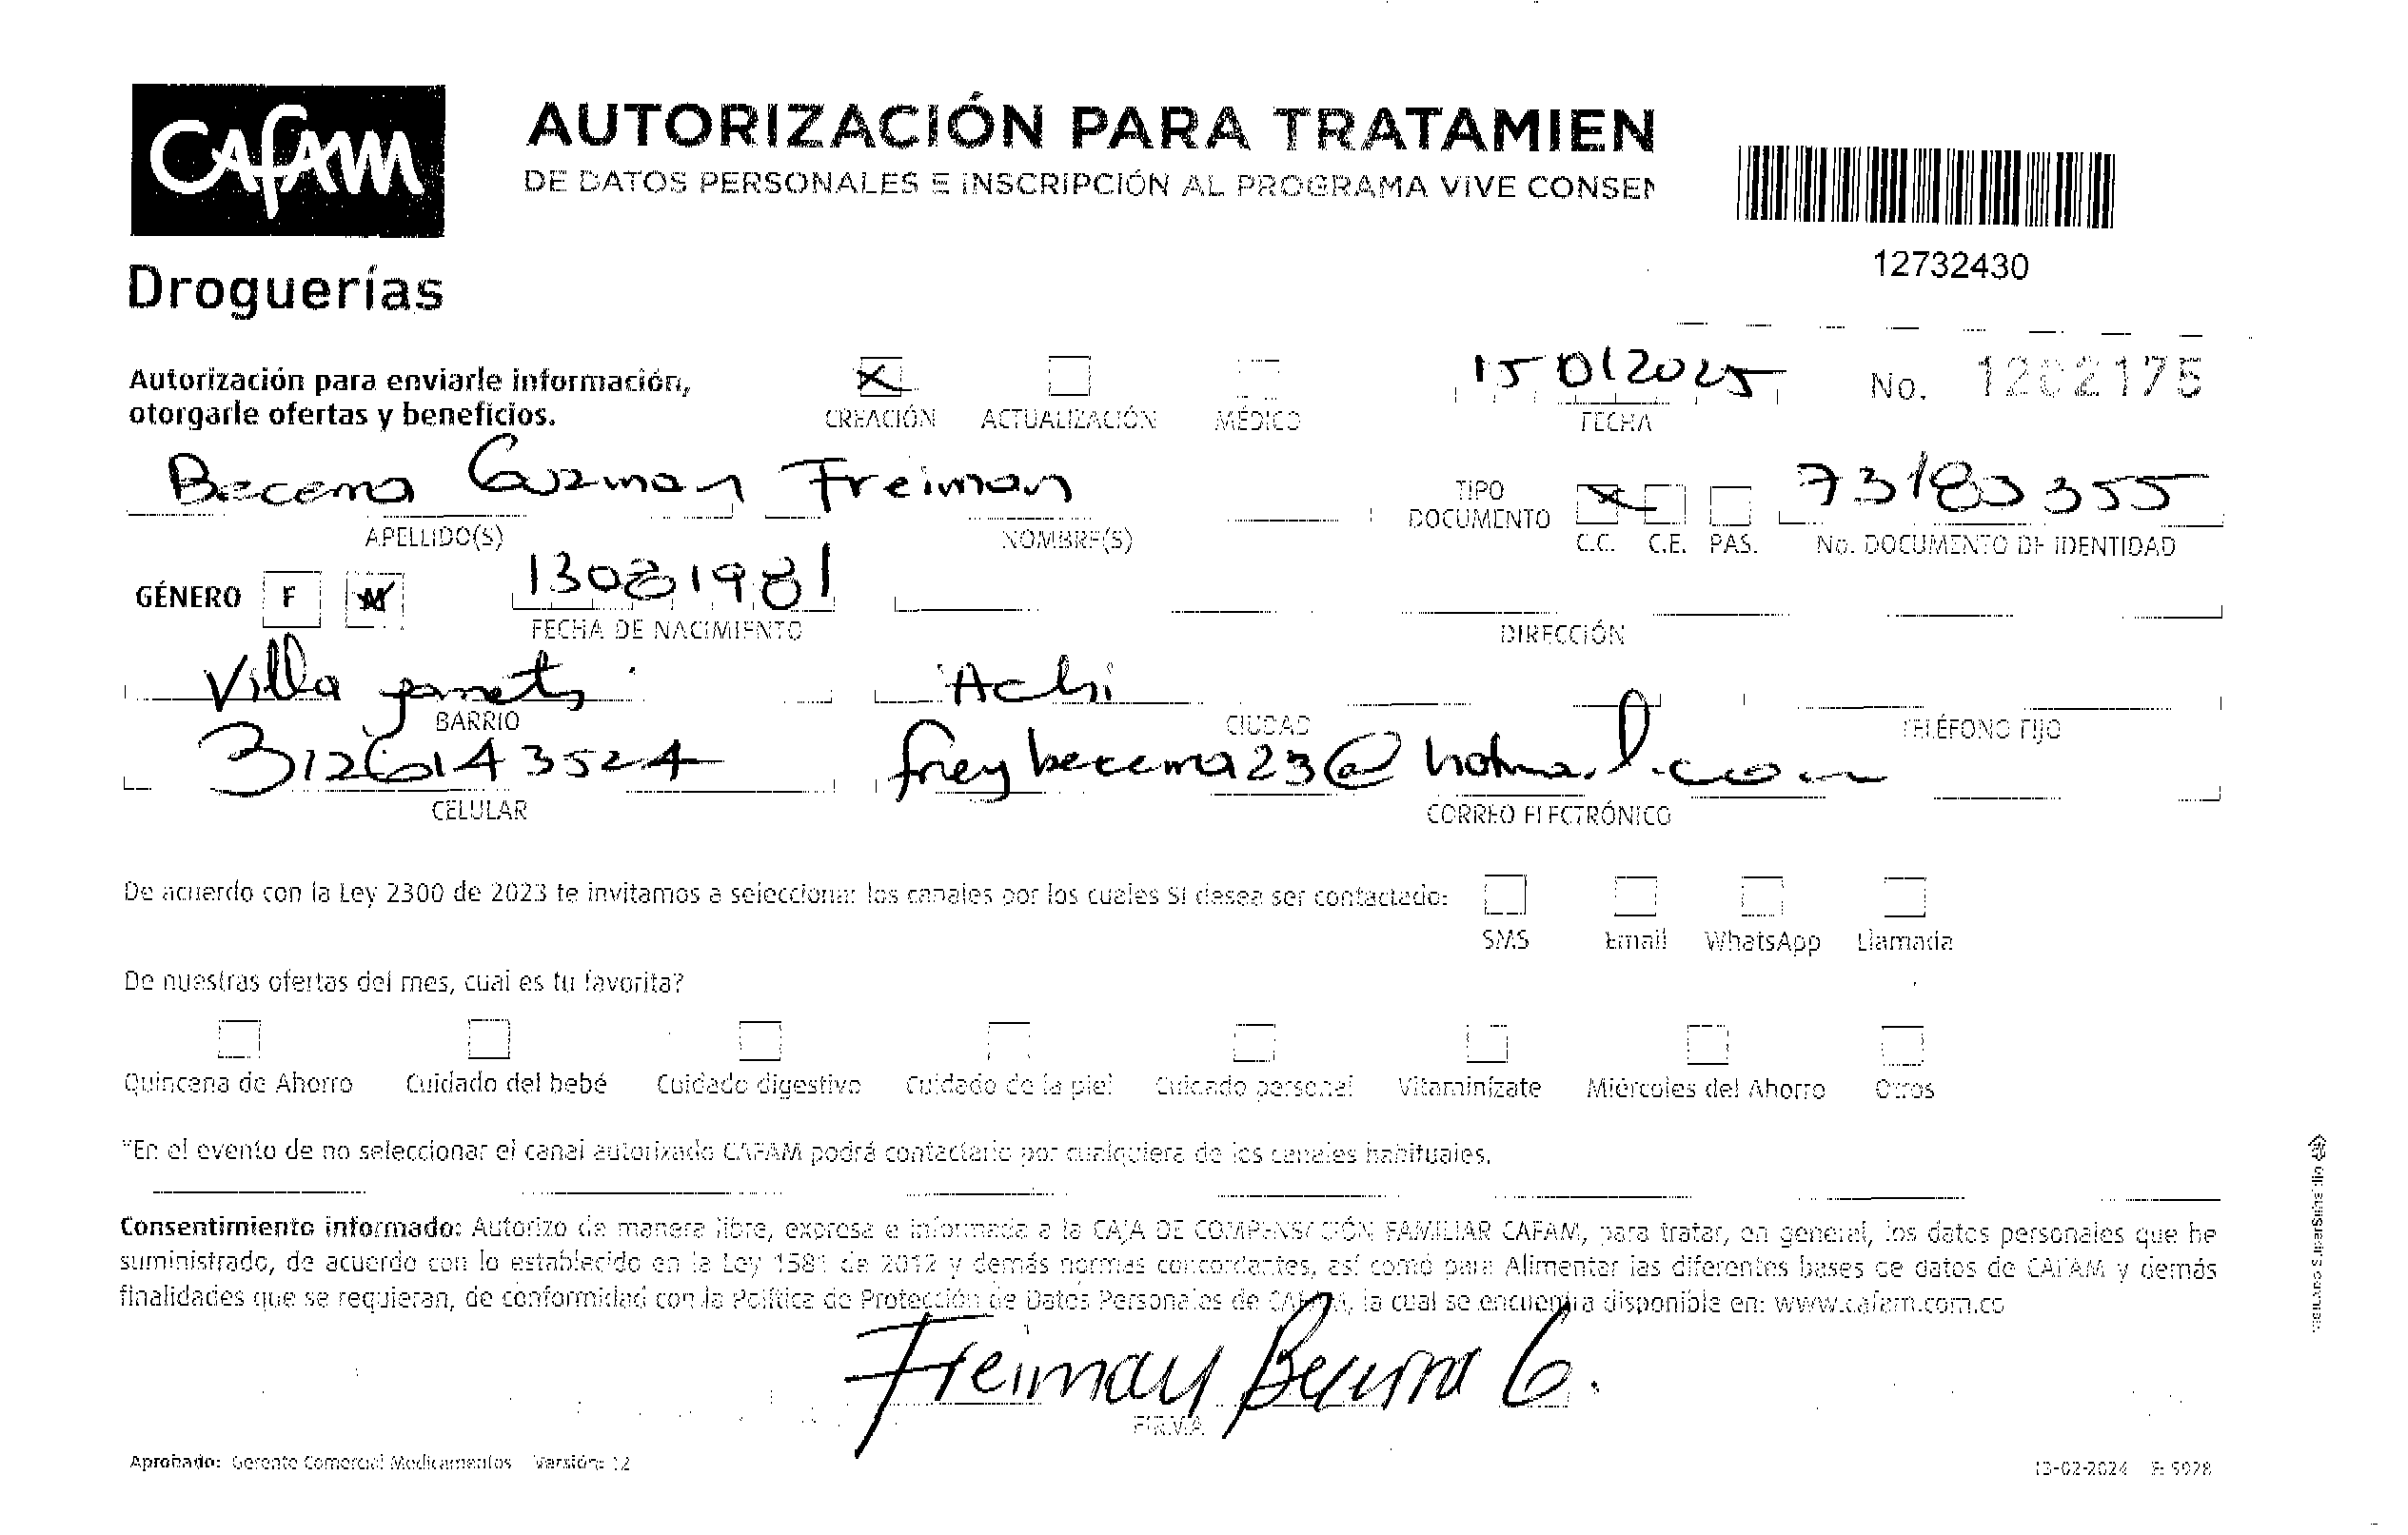 CAFAM
Droguerías
AUTORIZACIÓN PARA TRATAMIEN
DE DATOS PERSONALES E INSCRIPCIÓN AL PROGRAMA VIVE CONSEN
12732430
Autorización para enviarle información,
otorgarle ofertas y beneficios.
X CREACIÓN ACTUALIZACIÓN MÉDICO
15012025
FECHA
No. 1202175
Becerra Guzman Freiman
APELLIDO(S) NOMBRE(S)
TIPO DOCUMENTO X C.C. C.E. PAS.
73183355
No. DOCUMENTO DE IDENTIDAD
GÉNERO F M
13081981
FECHA DE NACIMIENTO
DIRECCIÓN
Villa Achi
BARRIO CIUDAD TELÉFONO FIJO
3126143524 freybecerra23@hotmail.com
CELULAR CORREO ELECTRÓNICO
De acuerdo con la Ley 2300 de 2023 te invitamos a seleccionar los canales por los cuales SI desea ser contactado:
SMS Email WhatsApp Llamada
De nuestras ofertas del mes, cual es tu favorita?
Quincena de Ahorro Cuidado del bebé Cuidado digestivo Cuidado de la piel Cuidado personal Vitaminízate Miércoles del Ahorro Otros
*En el evento de no seleccionar el canal autorizado CAFAM podrá contactarlo por cualquiera de los canales habituales.
Consentimiento informado: Autorizo de manera libre, expresa e informada a la CAJA DE COMPENSACIÓN FAMILIAR CAFAM, para tratar, en general, los datos personales que he
suministrado, de acuerdo con lo establecido en la Ley 1581 de 2012 y demás normas concordantes, así como para Alimentar las diferentes bases de datos de CAFAM y demás
finalidades que se requieran, de conformidad con la Política de Protección de Datos Personales de CAFAM, la cual se encuentra disponible en: www.cafam.com.co
Freiman Becerra G.
FIRMA
Aprobado: Gerente Comercial Medicamentos Versión: 12
13-02-2024 F: 5928